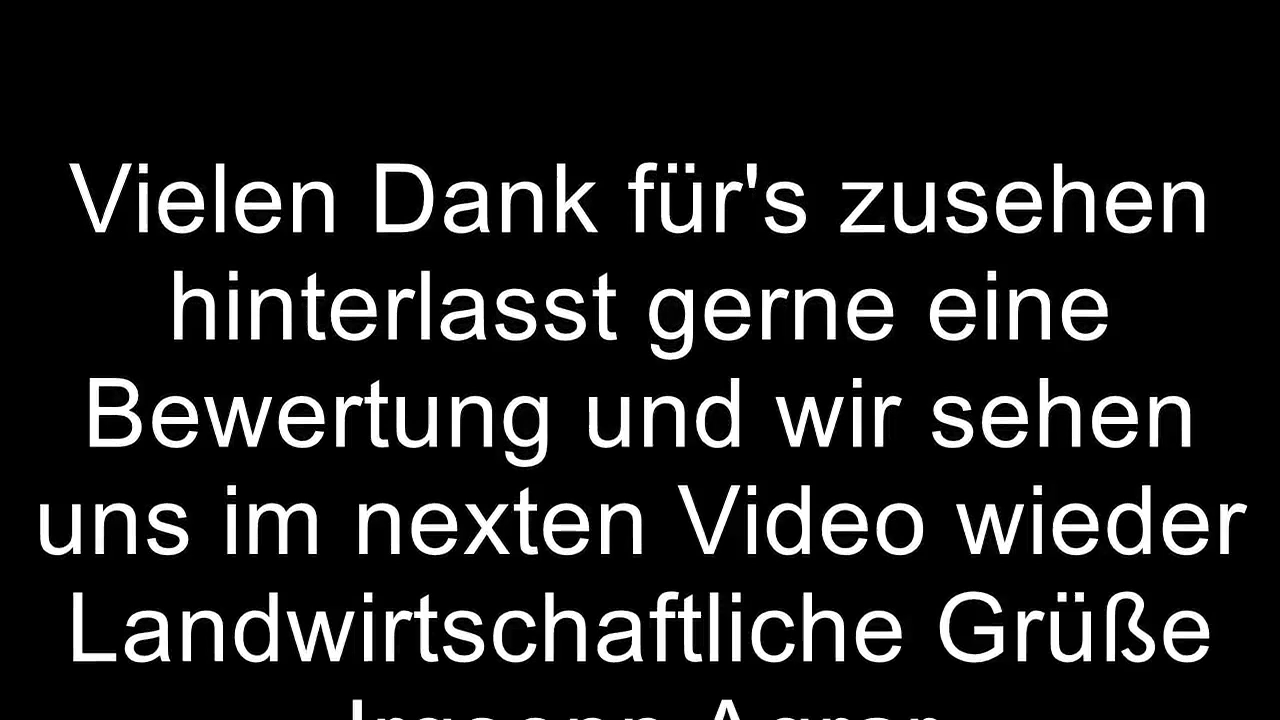 Vielen Dank für's zusehen
hinterlasst gerne eine
Bewertung und wir sehen
uns im nexten Video wieder
Landwirtschaftliche Grüße